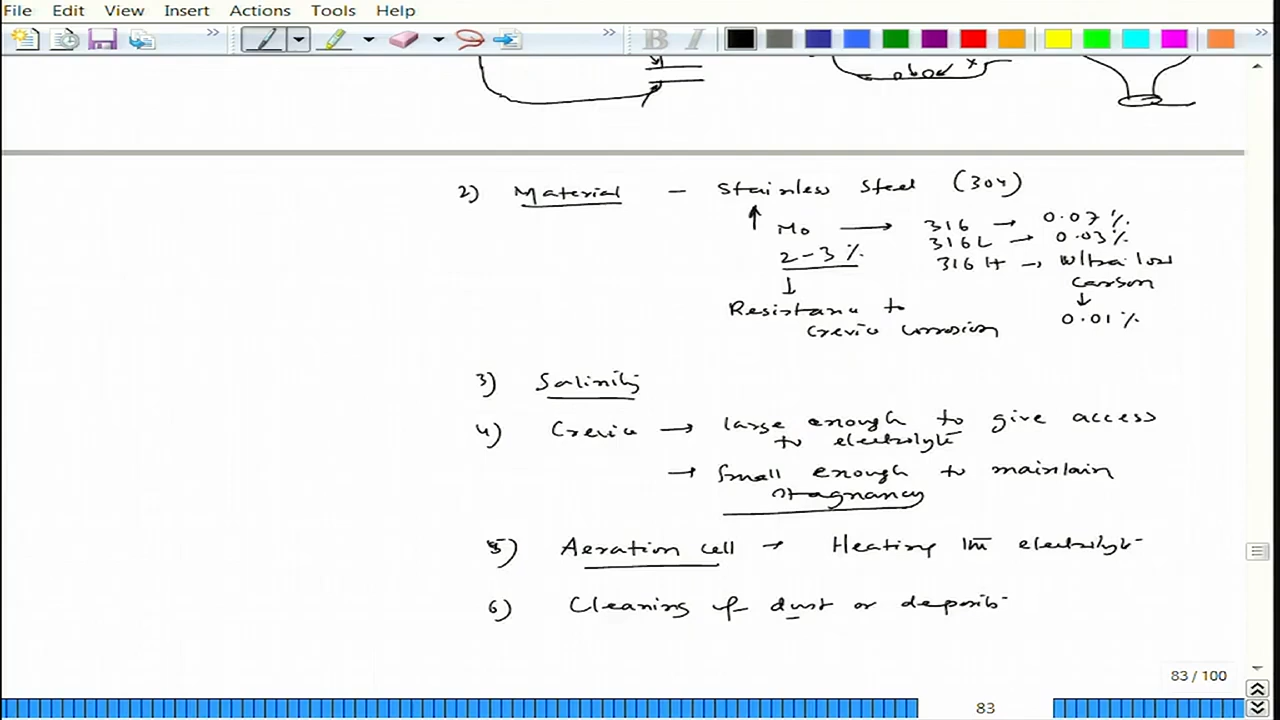 File Edit View Insert Actions Tools Help
B I
2) Material - Stainless Steel (304)
Mo → 316 → 0.07 %
2-3 % 316 L → 0.03 %
316 H → Ultra low
Carbon
Resistance to 0.01 %
Crevice corrosion
3) Salinity
4) Crevice → large enough to give access
to electrolyte
→ Small enough to maintain
Stagnancy
5) Aeration cell → Heating the electrolyte
6) Cleaning of dust or deposits
83 / 100
83